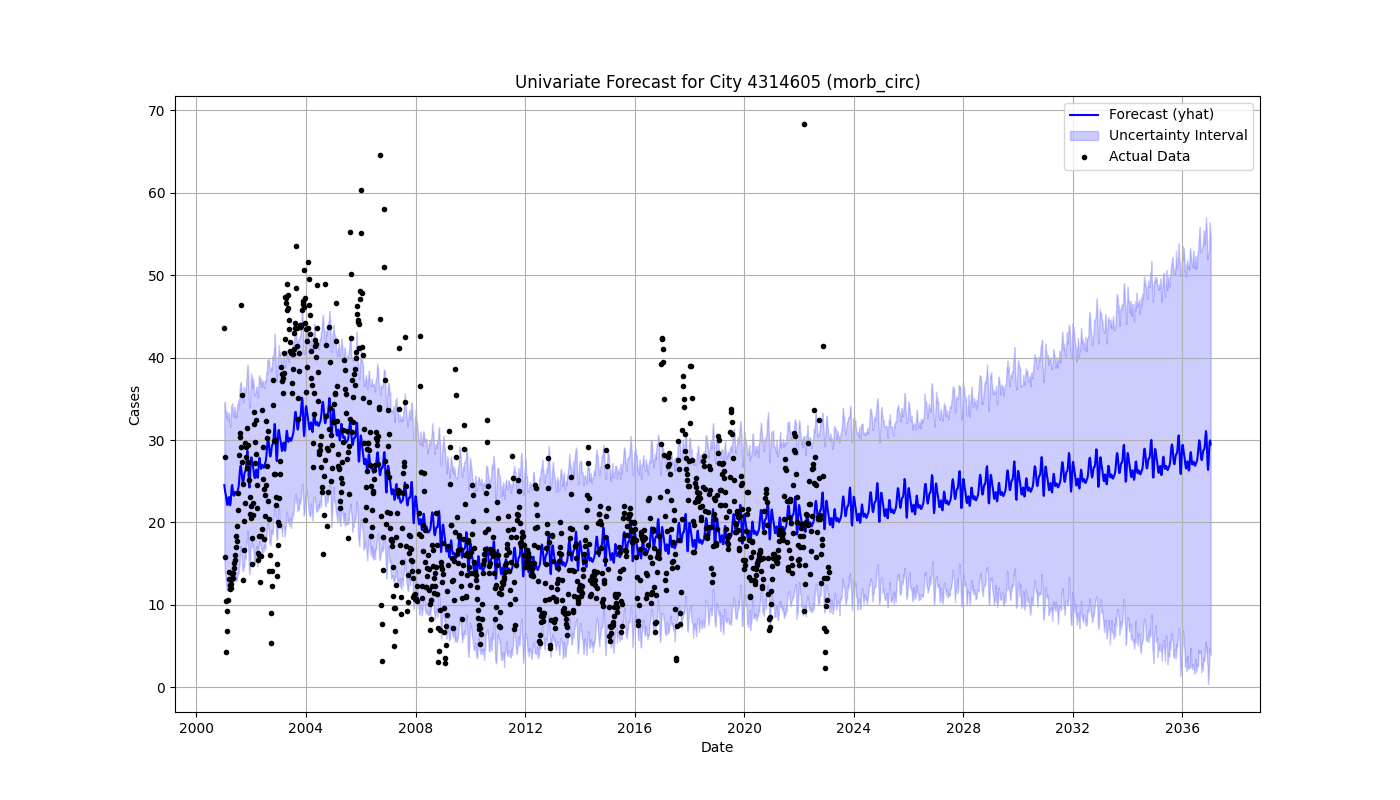 Univariate Forecast for City 4314605 (morb_circ)
70
60
50
40
30
20
10
0
Cases
Forecast (yhat)
Uncertainty Interval
Actual Data
2000 2004 2008 2012 2016 2020 2024 2028 2032 2036
Date